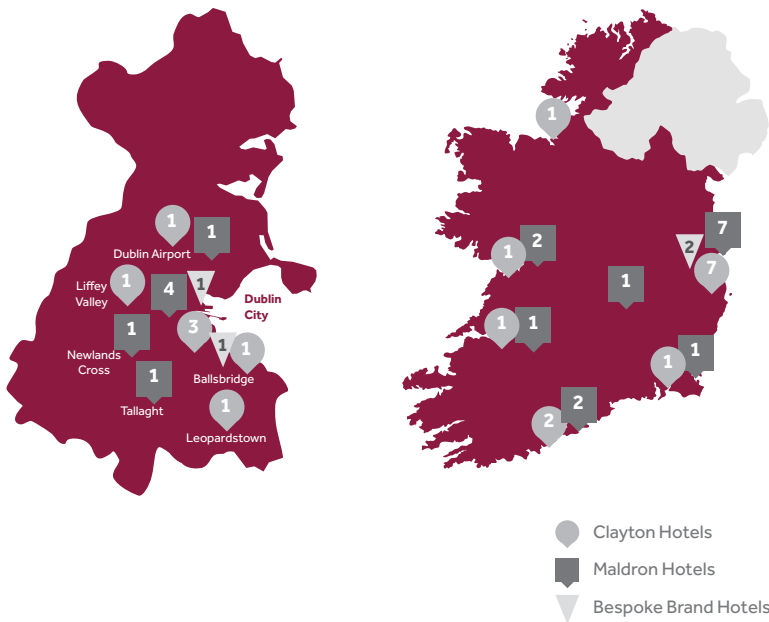 1
1
Dublin Airport
Liffey
Valley
1
4
1
Dublin
City
1
3
Newlands
Cross
1
1
Ballsbridge
1
Tallaght
1
Leopardstown
1
1
2
7
2
7
1
1
1
1
1
2
2
Clayton Hotels
Maldron Hotels
Bespoke Brand Hotels